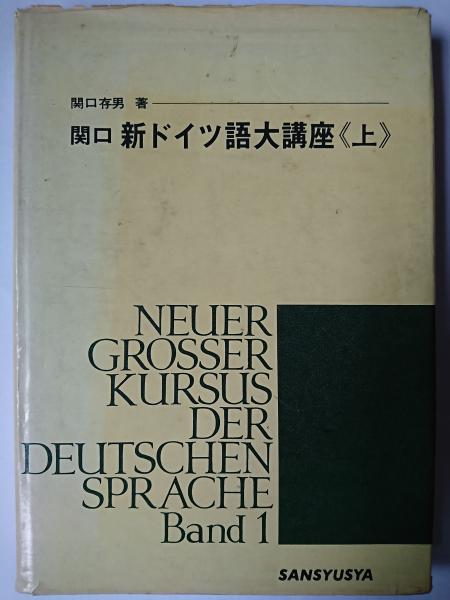 関口存男 著
関口 新ドイツ語大講座《上》
NEUER
GROSSER
KURSUS
DER
DEUTSCHEN
SPRACHE
Band 1
SANSYUSYA